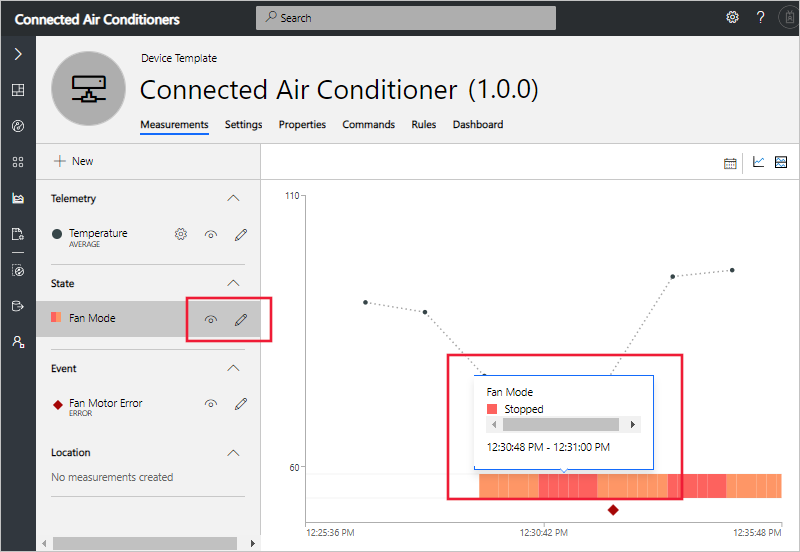 Connected Air Conditioners
Search
?
Device Template
Connected Air Conditioner (1.0.0)
Measurements Settings Properties Commands Rules Dashboard
New
Telemetry
Temperature
AVERAGE
State
Fan Mode
Event
Fan Motor Error
ERROR
Location
No measurements created
110
Fan Mode
Stopped
12:30:48 PM - 12:31:00 PM
60
12:25:36 PM 12:30:42 PM 12:35:48 PM